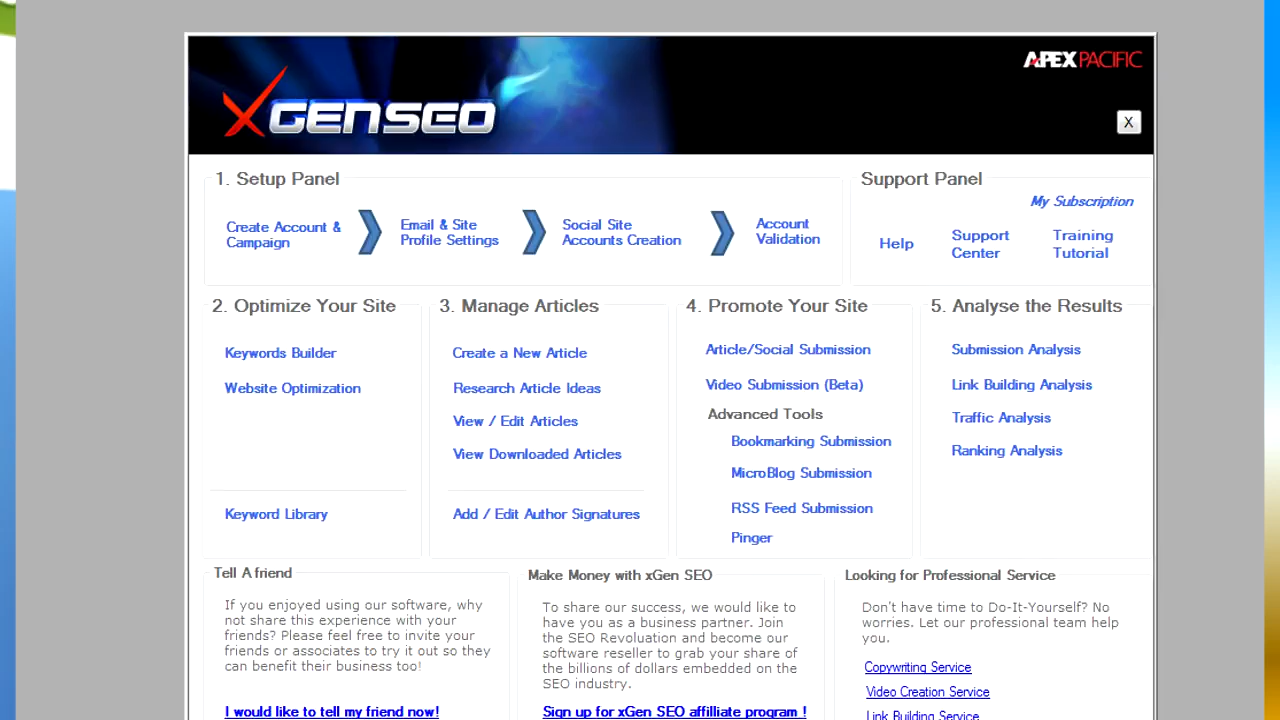 APEX PACIFIC
XGENSEO
X
1. Setup Panel
Create Account &
Campaign
Email & Site
Profile Settings
Social Site
Accounts Creation
Account
Validation
Support Panel
My Subscription
Help
Support
Center
Training
Tutorial
2. Optimize Your Site
Keywords Builder
Website Optimization
Keyword Library
3. Manage Articles
Create a New Article
Research Article Ideas
View / Edit Articles
View Downloaded Articles
Add / Edit Author Signatures
4. Promote Your Site
Article/Social Submission
Video Submission (Beta)
Advanced Tools
Bookmarking Submission
MicroBlog Submission
RSS Feed Submission
Pinger
5. Analyse the Results
Submission Analysis
Link Building Analysis
Traffic Analysis
Ranking Analysis
Tell A friend
If you enjoyed using our software, why
not share this experience with your
friends? Please feel free to invite your
friends or associates to try it out so they
can benefit their business too!
I would like to tell my friend now!
Make Money with xGen SEO
To share our success, we would like to
have you as a business partner. Join
the SEO Revoluation and become our
software reseller to grab your share of
the billions of dollars embedded on the
SEO industry.
Sign up for xGen SEO affilliate program !
Looking for Professional Service
Don't have time to Do-It-Yourself? No
worries. Let our professional team help
you.
Copywriting Service
Video Creation Service
Link Building Service